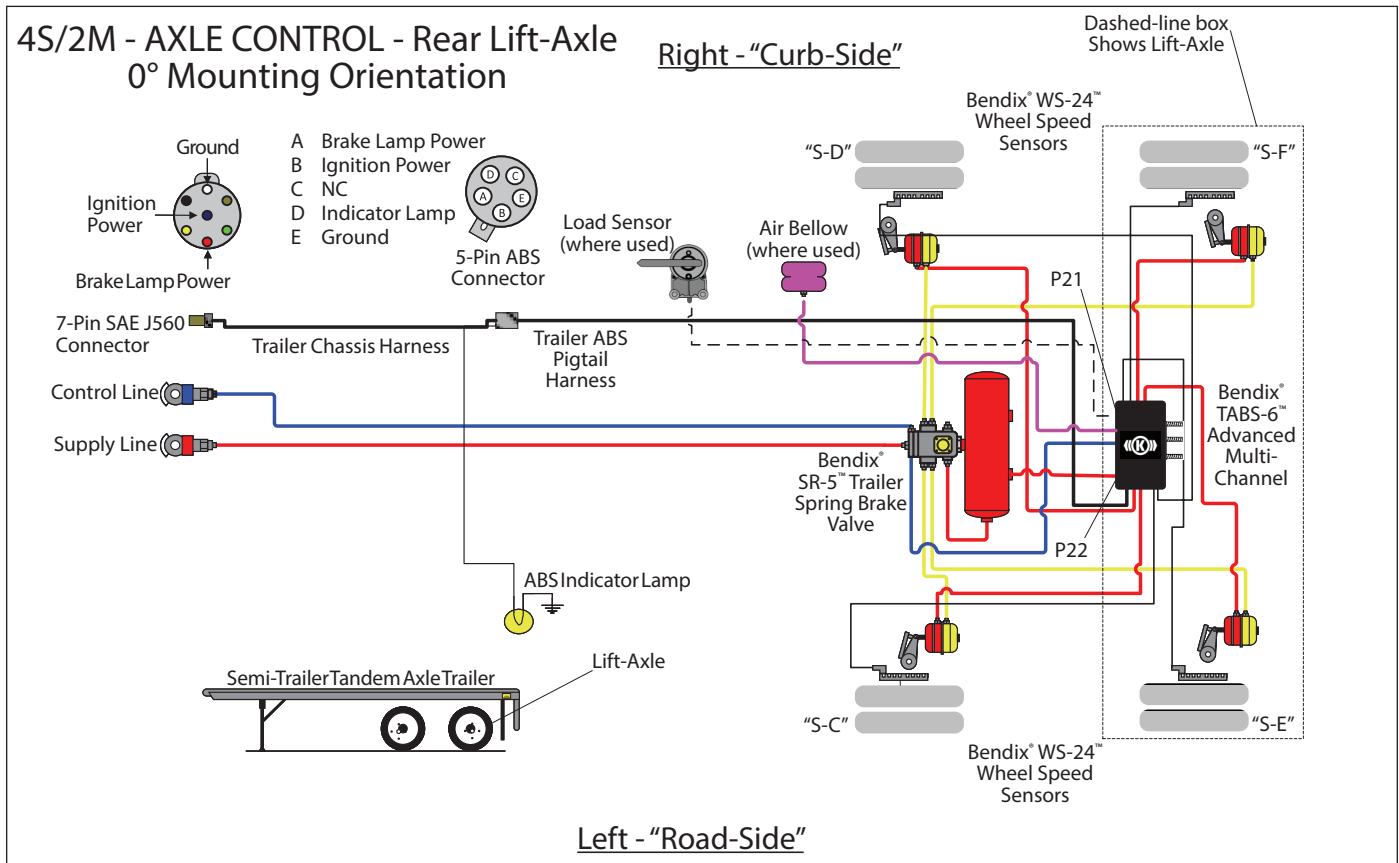 4S/2M - AXLE CONTROL - Rear Lift-Axle
0° Mounting Orientation
Right - “Curb-Side”
Dashed-line box
Shows Lift-Axle
Bendix® WS-24™
Wheel Speed
Sensors
“S-D”
“S-F”
Ground
Ignition
Power
Brake Lamp Power
A Brake Lamp Power
B Ignition Power
C NC
D Indicator Lamp
E Ground
D
C
A
E
B
5-Pin ABS
Connector
Load Sensor
(where used)
Air Bellow
(where used)
P21
7-Pin SAE J560
Connector
Trailer Chassis Harness
Trailer ABS
Pigtail
Harness
Control Line
Supply Line
Bendix®
SR-5™ Trailer
Spring Brake
Valve
K
Bendix®
TABS-6™
Advanced
Multi-
Channel
P22
ABS Indicator Lamp
Lift-Axle
Semi-Trailer Tandem Axle Trailer
“S-C”
“S-E”
Bendix® WS-24™
Wheel Speed
Sensors
Left - “Road-Side”